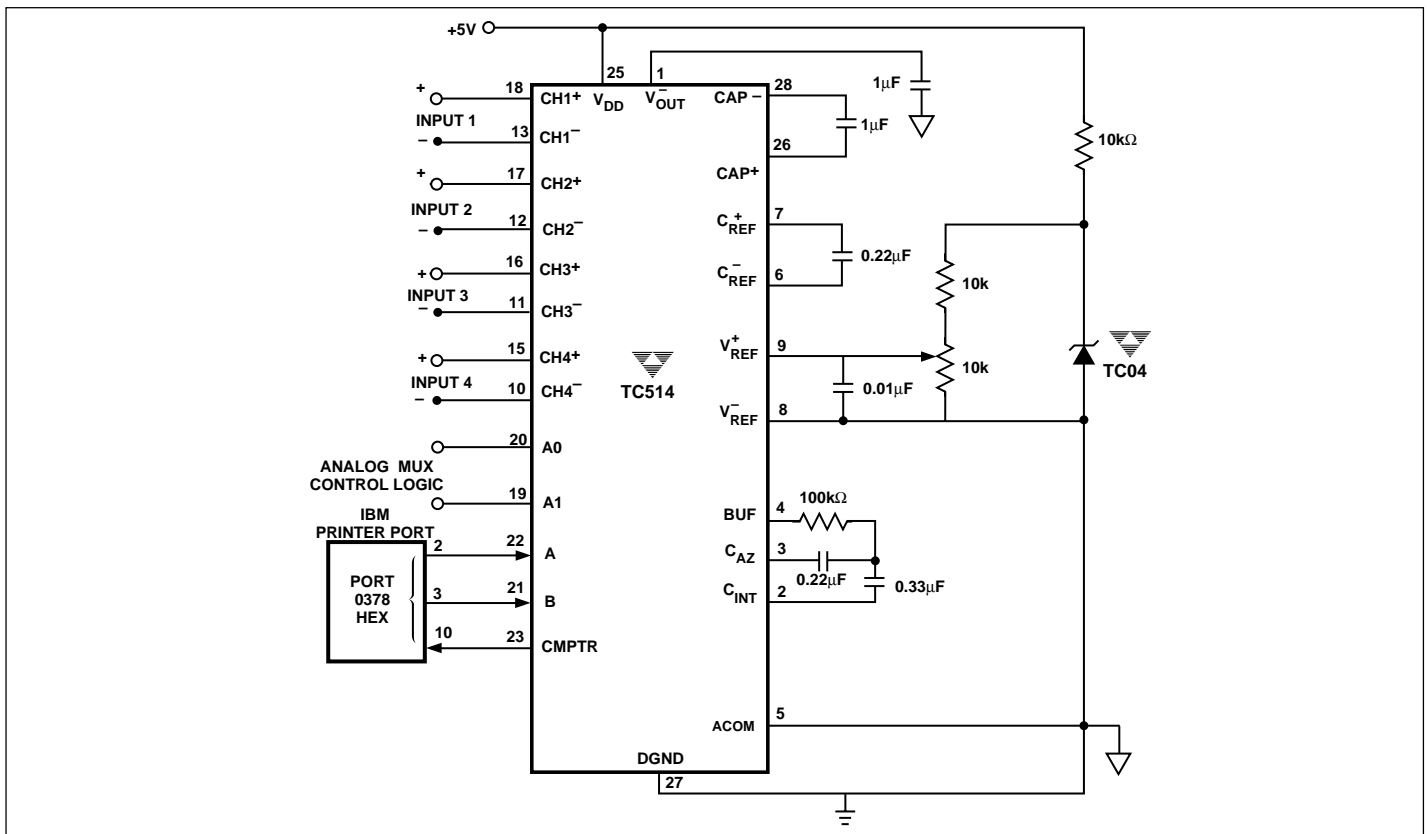 +5V
25
1
V_DD
V⁻_OUT
CAP –
28
1µF
1µF
CAP+
26
10kΩ
+
18
CH1+
INPUT 1
–
13
CH1–
+
17
CH2+
INPUT 2
–
12
CH2–
+
16
CH3+
INPUT 3
–
11
CH3–
+
15
CH4+
INPUT 4
–
10
CH4–
C⁺_REF
7
0.22µF
C⁻_REF
6
10k
V⁺_REF
9
10k
0.01µF
V⁻_REF
8
TC04
TC514
20
A0
ANALOG MUX
CONTROL LOGIC
19
A1
IBM
PRINTER PORT
PORT
0378
HEX
2
22
A
3
21
B
10
23
CMPTR
BUF
4
100kΩ
C_AZ
3
0.22µF
0.33µF
C_INT
2
ACOM
5
DGND
27